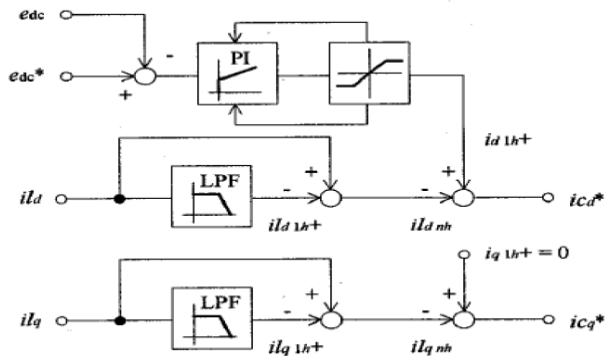 edc
-
PI
edc*
+
id 1h+
+
+
LPF
ild
-
-
icd*
ild 1h+
ild nh
iq 1h+ = 0
+
+
LPF
ilq
-
-
icq*
ilq 1h+
ilq nh